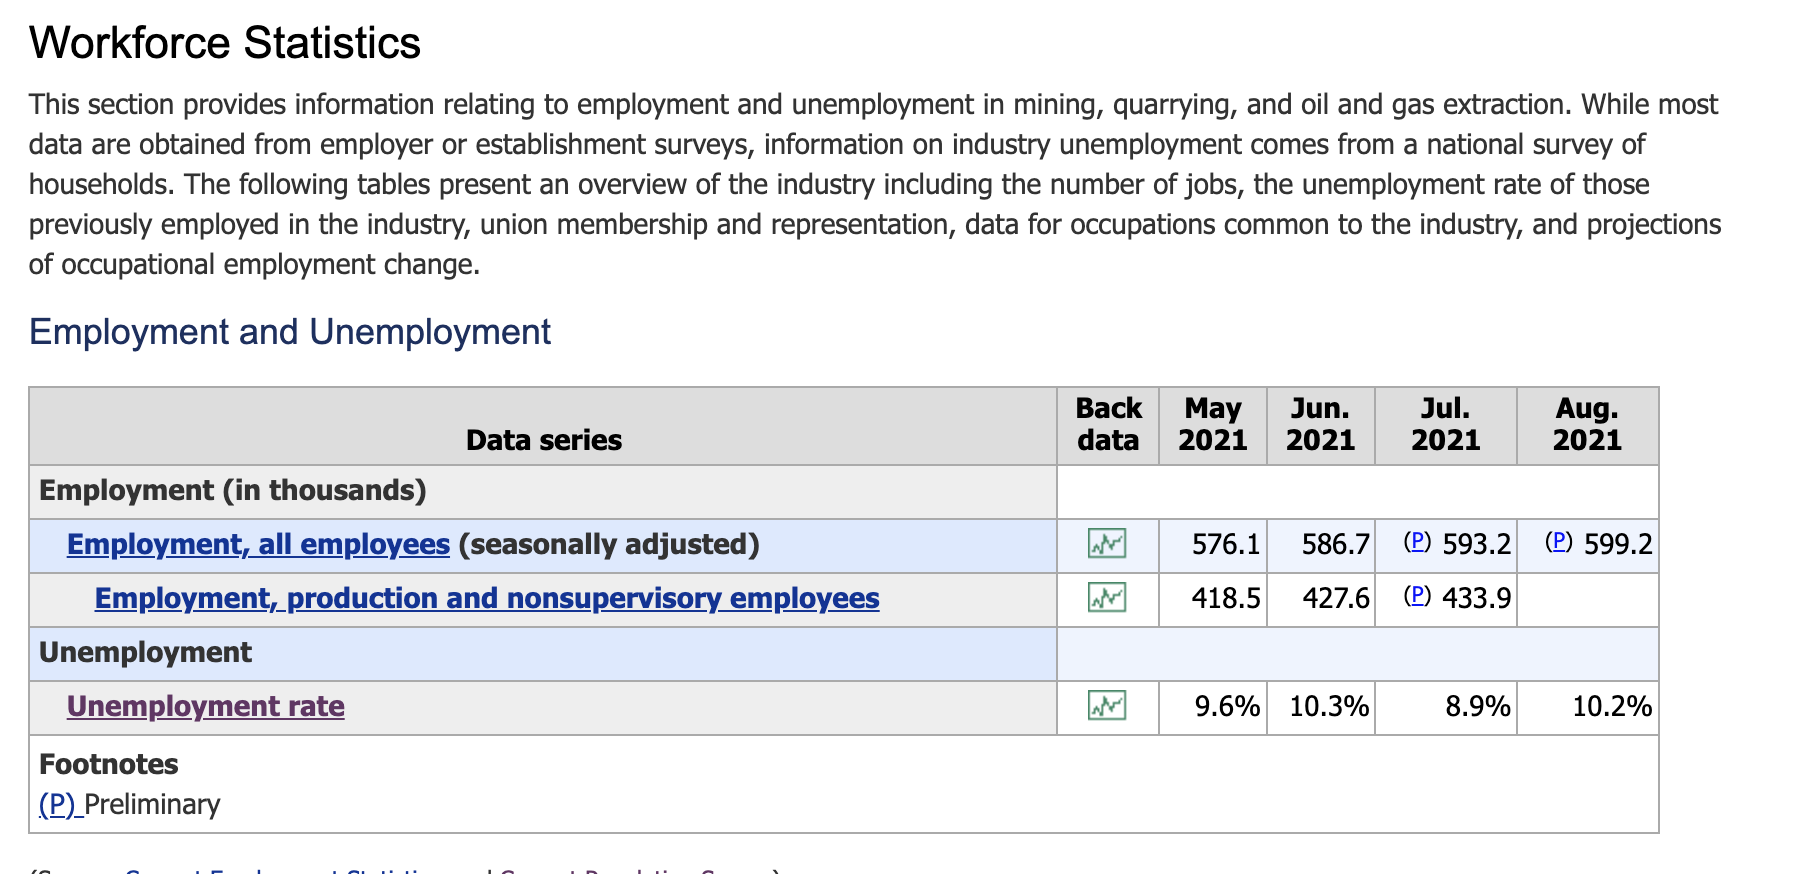 Workforce Statistics
This section provides information relating to employment and unemployment in mining, quarrying, and oil and gas extraction. While most
data are obtained from employer or establishment surveys, information on industry unemployment comes from a national survey of
households. The following tables present an overview of the industry including the number of jobs, the unemployment rate of those
previously employed in the industry, union membership and representation, data for occupations common to the industry, and projections
of occupational employment change.
Employment and Unemployment
Data series Back data May 2021 Jun. 2021 Jul. 2021 Aug. 2021
Employment (in thousands)
Employment, all employees (seasonally adjusted) 576.1 586.7 (P) 593.2 (P) 599.2
Employment, production and nonsupervisory employees 418.5 427.6 (P) 433.9
Unemployment
Unemployment rate 9.6% 10.3% 8.9% 10.2%
Footnotes
(P) Preliminary